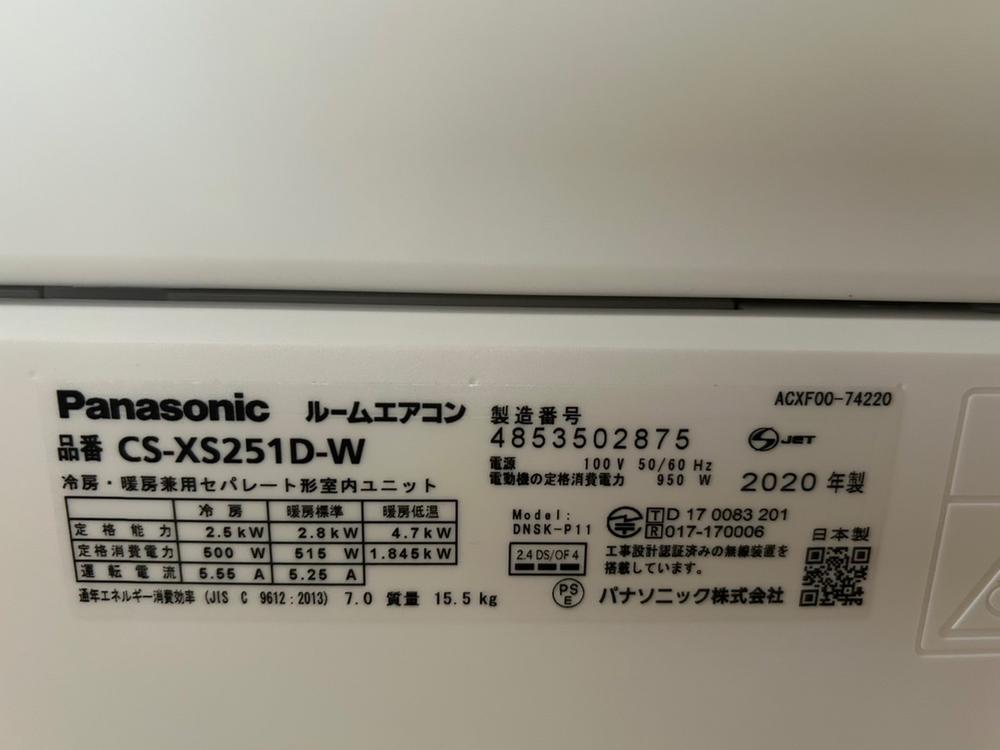 Panasonic ルームエアコン
品番 CS-XS251D-W
冷房・暖房兼用セパレート形室内ユニット
冷房 暖房標準 暖房低温
定格能力 2.5kW 2.8kW 4.7kW
定格消費電力 500 W 515 W 1.845kW
運転電流 5.55 A 5.25 A
通年エネルギー消費効率 (JIS C 9612:2013) 7.0 質量 15.5kg
ACXF00-74220
製造番号
4853502875
JET
電源 100V 50/60Hz
電動機の定格消費電力 950 W
2020年製
Model:
DNSK-P11
T D 17 0083 201
R 017-170006
日本製
2.4 DS/OF 4
工事設計認証済みの無線装置を
搭載しています。
PS
E
パナソニック株式会社